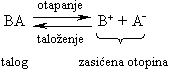 otapanje
BA B⁺ + A⁻
taloženje
talog zasićena otopina